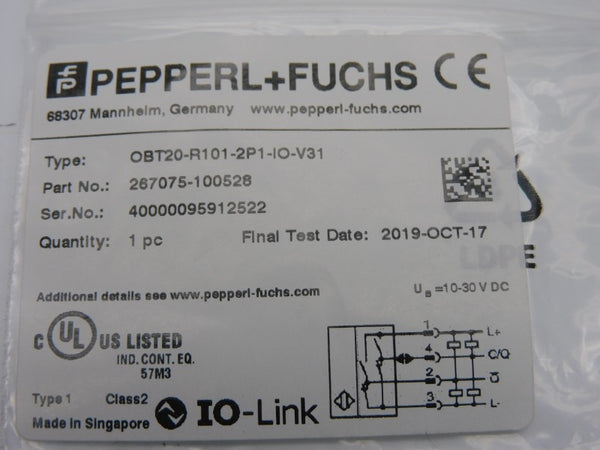 PEPPERL+FUCHS CE
68307 Mannheim, Germany www.pepperl-fuchs.com
Type: OBT20-R101-2P1-IO-V31
Part No.: 267075-100528
Ser.No.: 40000095912522
Quantity: 1 pc Final Test Date: 2019-OCT-17
LDPE
Additional details see www.pepperl-fuchs.com
U_B =10-30 V DC
C UL US LISTED
IND. CONT. EQ.
57M3
1 L+
4 C/Q
2 Q̅
3 L-
Type 1 Class2
Made in Singapore
IO-Link